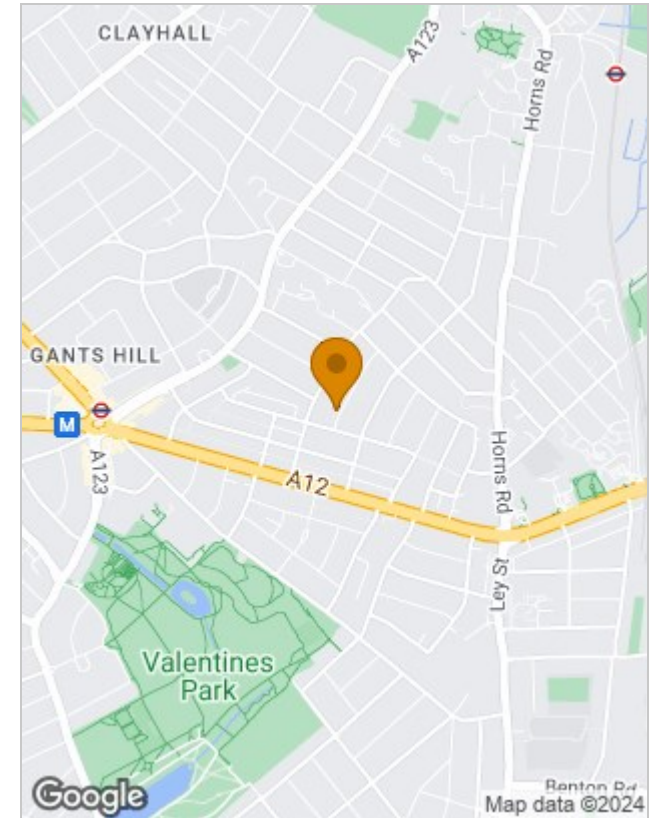 CLAYHALL
A123
Horns Rd
GANTS HILL
M
A12
A123
Horns Rd
Ley St
Valentines
Park
Benton Rd
Google
Map data ©2024